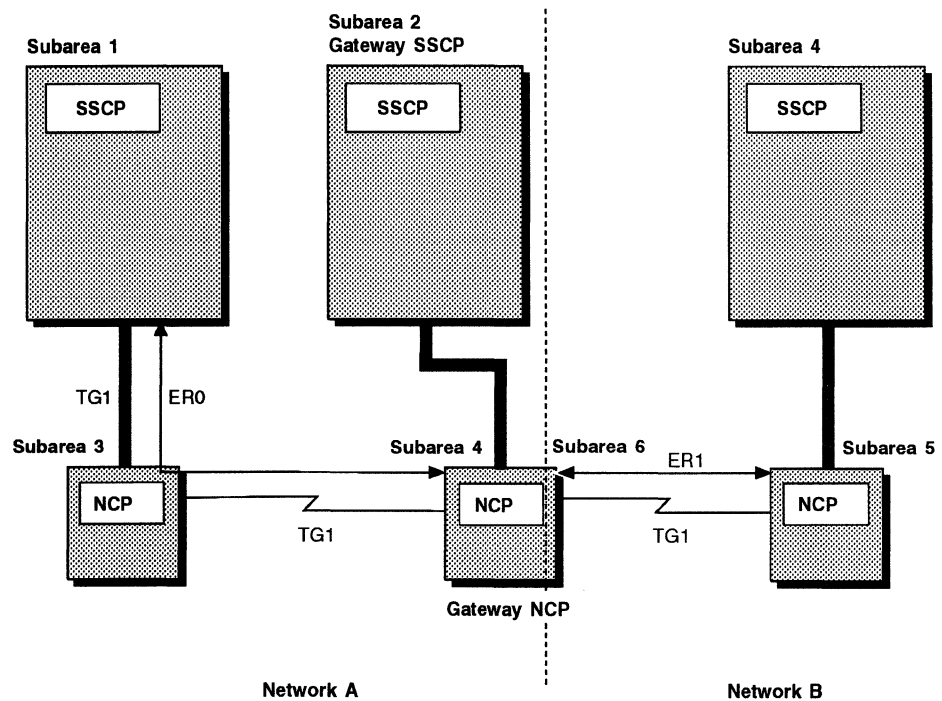 Subarea 1
Subarea 2
Gateway SSCP
Subarea 4
SSCP
SSCP
SSCP
TG1
ER0
Subarea 3
Subarea 4
Subarea 6
ER1
Subarea 5
NCP
NCP
NCP
TG1
TG1
Gateway NCP
Network A
Network B